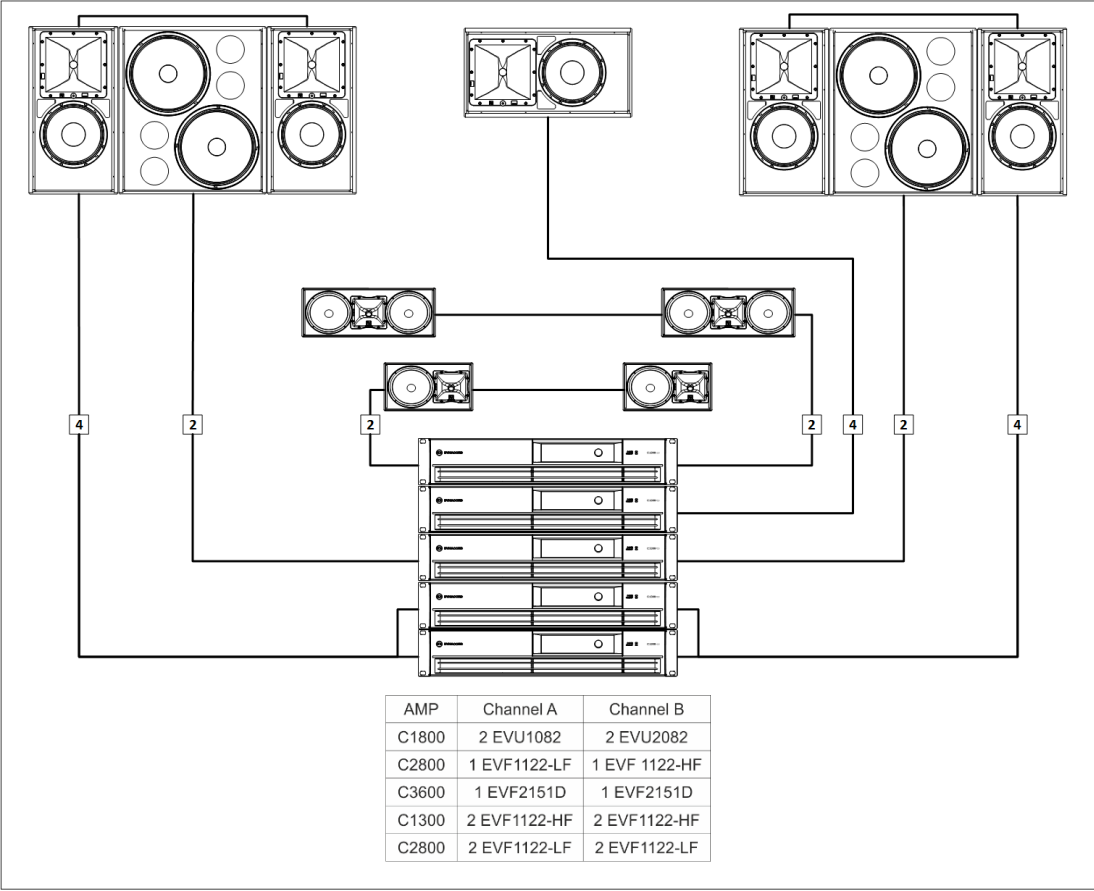 4
2
2
2
4
2
4
AMP Channel A Channel B
C1800 2 EVU1082 2 EVU2082
C2800 1 EVF1122-LF 1 EVF 1122-HF
C3600 1 EVF2151D 1 EVF2151D
C1300 2 EVF1122-HF 2 EVF1122-HF
C2800 2 EVF1122-LF 2 EVF1122-LF